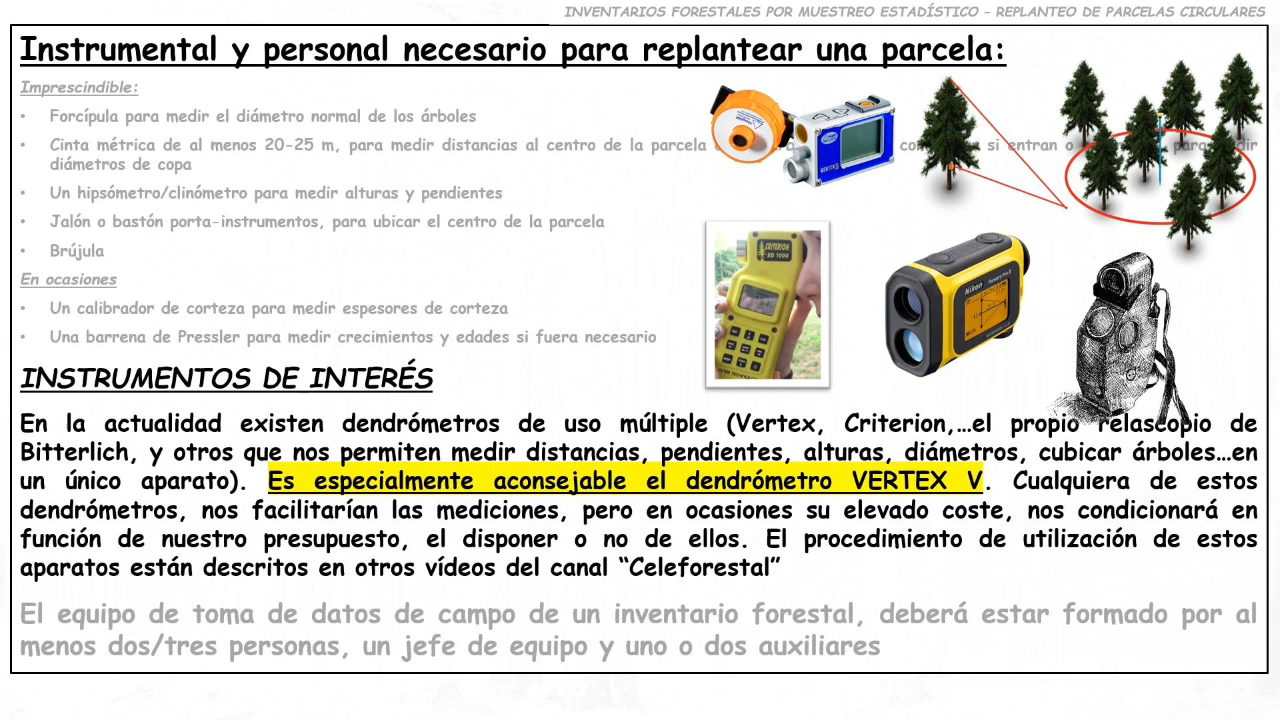 INVENTARIOS FORESTALES POR MUESTREO ESTADÍSTICO – REPLANTEO DE PARCELAS CIRCULARES
Instrumental y personal necesario para replantear una parcela:
Imprescindible:
• Forcípula para medir el diámetro normal de los árboles
• Cinta métrica de al menos 20-25 m, para medir distancias al centro de la parcela si entran o
diámetros de copa
• Un hipsómetro/clinómetro para medir alturas y pendientes
• Jalón o bastón porta-instrumentos, para ubicar el centro de la parcela
• Brújula
En ocasiones
• Un calibrador de corteza para medir espesores de corteza
• Una barrena de Pressler para medir crecimientos y edades si fuera necesario
CRITERION
RD 1000
Nikon
INSTRUMENTOS DE INTERÉS
En la actualidad existen dendrómetros de uso múltiple (Vertex, Criterion,…el propio relascopio de
Bitterlich, y otros que nos permiten medir distancias, pendientes, alturas, diámetros, cubicar árboles…en
un único aparato). Es especialmente aconsejable el dendrómetro VERTEX V. Cualquiera de estos
dendrómetros, nos facilitarían las mediciones, pero en ocasiones su elevado coste, nos condicionará en
función de nuestro presupuesto, el disponer o no de ellos. El procedimiento de utilización de estos
aparatos están descritos en otros vídeos del canal “Celeforestal”
El equipo de toma de datos de campo de un inventario forestal, deberá estar formado por al
menos dos/tres personas, un jefe de equipo y uno o dos auxiliares